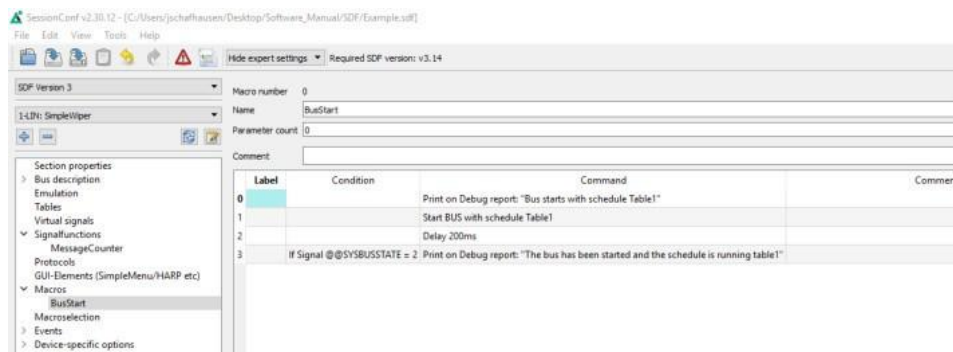 SessionConf v2.30.12 - [C:/Users/jschafhausen/Desktop/Software_Manual/SDF/Example.sdf]
File Edit View Tools Help
Hide expert settings Required SDF version: v3.14
SDF Version 3
1-LIN: SimpleWiper
Section properties
Bus description
Emulation
Tables
Virtual signals
Signalfunctions
MessageCounter
Protocols
GUI-Elements (SimpleMenu/HARP etc)
Macros
BusStart
Macroselection
Events
Device-specific options
Macro number 0
Name BusStart
Parameter count 0
Comment
Label Condition Command Commer
0 Print on Debug report: "Bus starts with schedule Table1"
1 Start BUS with schedule Table1
2 Delay 200ms
3 If Signal @@SYSBUSSTATE = 2 Print on Debug report: "The bus has been started and the schedule is running table1"